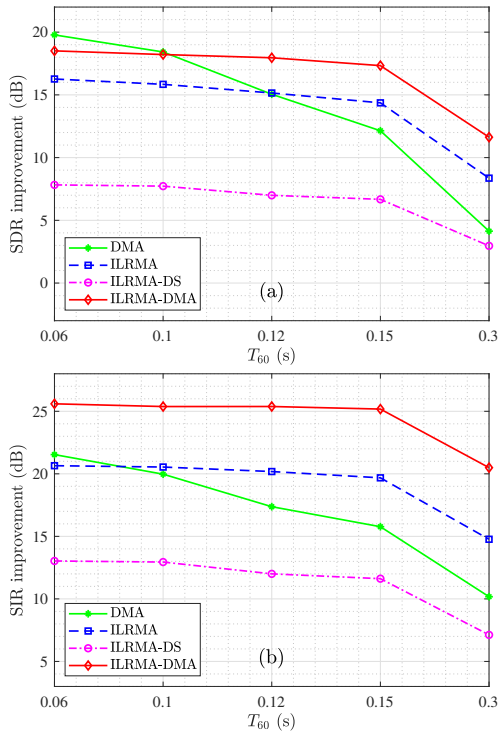 20
15
10
5
0
SDR improvement (dB)
DMA
ILRMA
ILRMA-DS
ILRMA-DMA
(a)
0.06 0.1 0.12 0.15 0.3
T60 (s)
25
20
15
10
5
SIR improvement (dB)
DMA
ILRMA
ILRMA-DS
ILRMA-DMA
(b)
0.06 0.1 0.12 0.15 0.3
T60 (s)